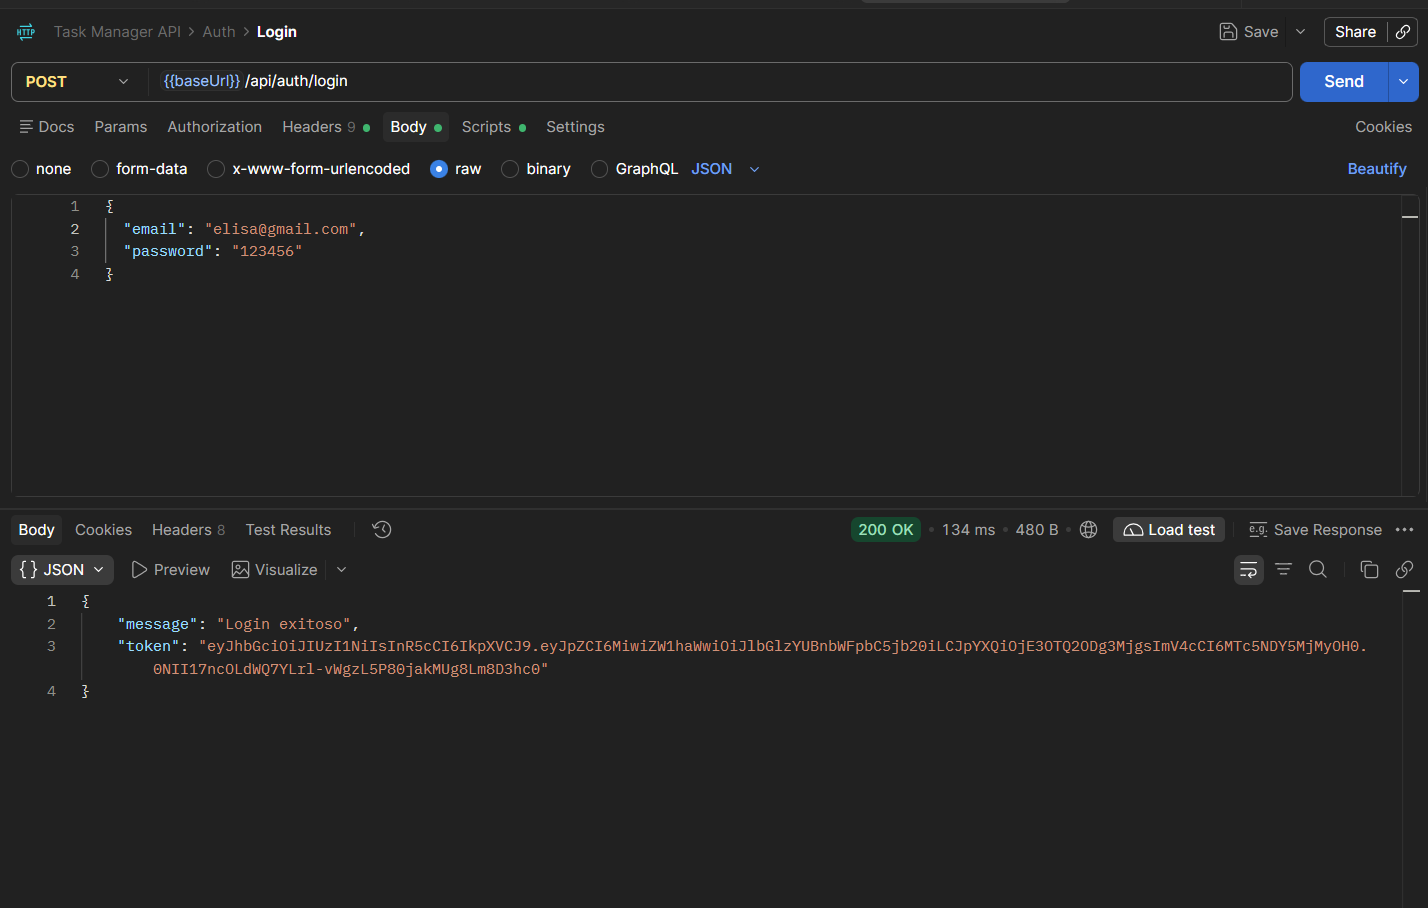 HTTP Task Manager API > Auth > Login Save Share
POST {{baseUrl}} /api/auth/login Send
Docs Params Authorization Headers 9 Body Scripts Settings Cookies
none form-data x-www-form-urlencoded raw binary GraphQL JSON Beautify
1 {
2 "email": "elisa@gmail.com",
3 "password": "123456"
4 }
Body Cookies Headers 8 Test Results 200 OK • 134 ms • 480 B • Load test e.g. Save Response
{ } JSON Preview Visualize
1 {
2 "message": "Login exitoso",
3 "token": "eyJhbGciOiJIUzI1NiIsInR5cCI6IkpXVCJ9.eyJpZCI6MiwiZW1haWwiOiJlbGlzYUBnbWFpbC5jb20iLCJpYXQiOjE3OTQ2ODg3MjgsImV4cCI6MTc5NDY5MjMyOH0.
0NII17ncOLdWQ7YLrl-vWgzL5P80jakMUg8Lm8D3hc0"
4 }